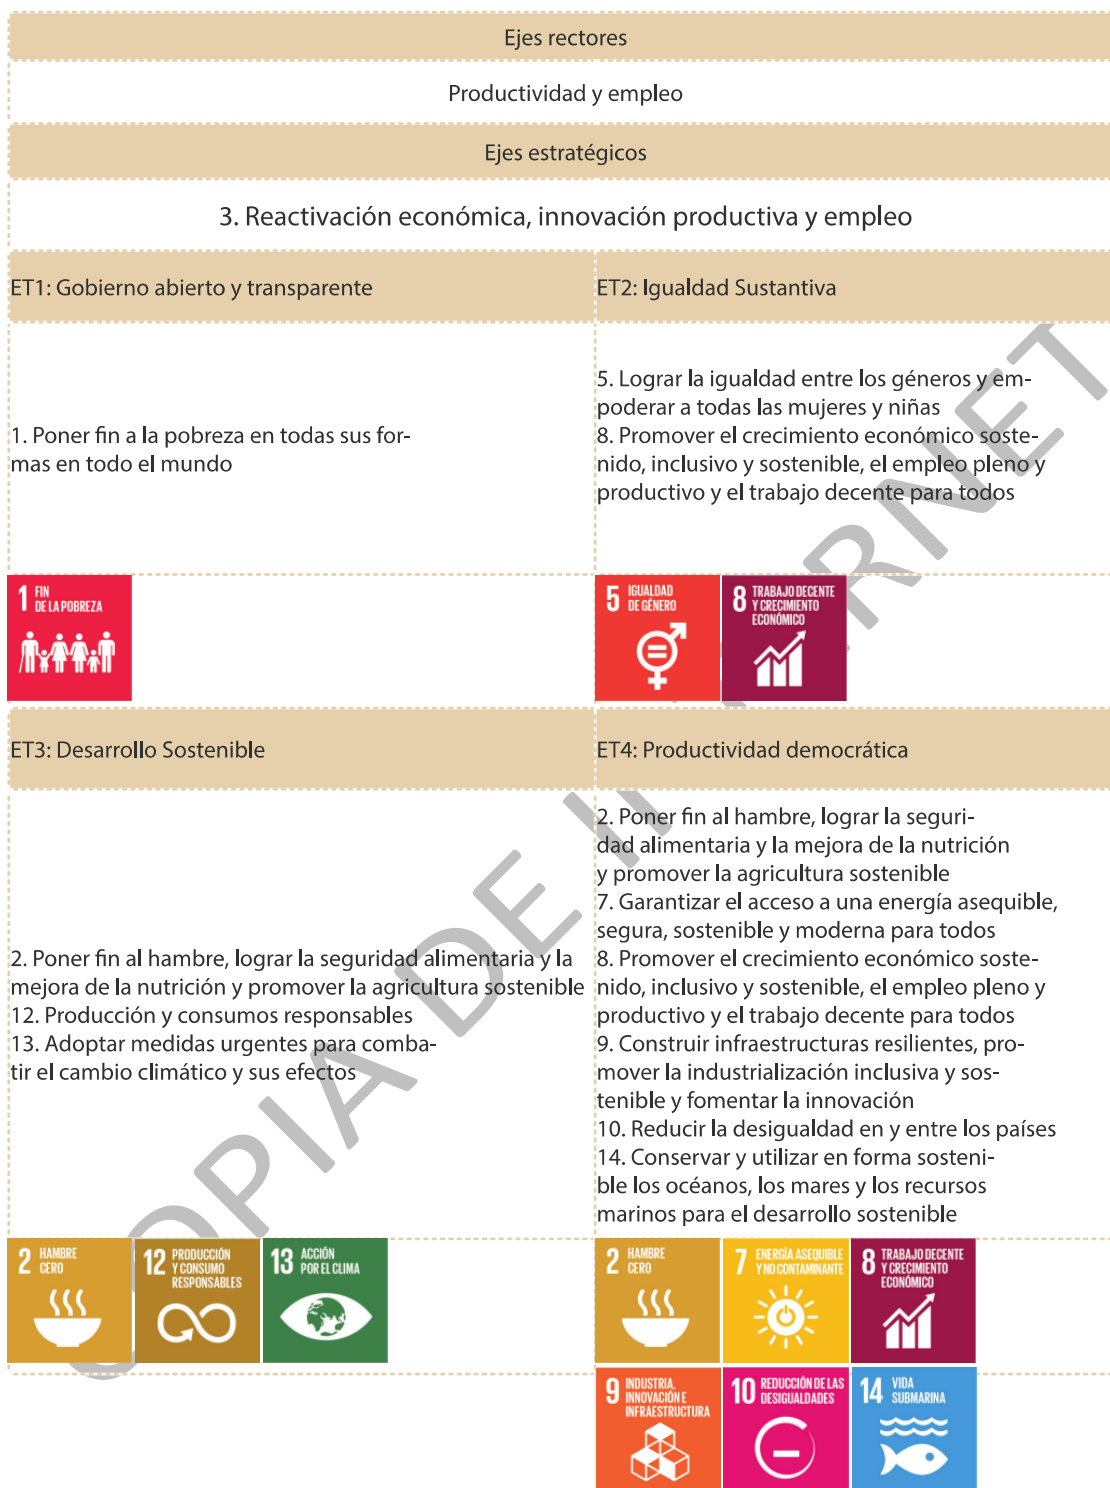 Ejes rectores
Productividad y empleo
Ejes estratégicos
3. Reactivación económica, innovación productiva y empleo
ET1: Gobierno abierto y transparente
ET2: Igualdad Sustantiva
1. Poner fin a la pobreza en todas sus for-
mas en todo el mundo
5. Lograr la igualdad entre los géneros y em-
poderar a todas las mujeres y niñas
8. Promover el crecimiento económico soste-
nido, inclusivo y sostenible, el empleo pleno y
productivo y el trabajo decente para todos
1 FIN
DE LA POBREZA
5 IGUALDAD
DE GÉNERO
8 TRABAJO DECENTE
Y CRECIMIENTO
ECONÓMICO
ET3: Desarrollo Sostenible
ET4: Productividad democrática
2. Poner fin al hambre, lograr la seguridad alimentaria y la
mejora de la nutrición y promover la agricultura sostenible
12. Producción y consumos responsables
13. Adoptar medidas urgentes para comba-
tir el cambio climático y sus efectos
2. Poner fin al hambre, lograr la seguri-
dad alimentaria y la mejora de la nutrición
y promover la agricultura sostenible
7. Garantizar el acceso a una energía asequible,
segura, sostenible y moderna para todos
8. Promover el crecimiento económico soste-
nido, inclusivo y sostenible, el empleo pleno y
productivo y el trabajo decente para todos
9. Construir infraestructuras resilientes, pro-
mover la industrialización inclusiva y sos-
tenible y fomentar la innovación
10. Reducir la desigualdad en y entre los países
14. Conservar y utilizar en forma sosteni-
ble los océanos, los mares y los recursos
marinos para el desarrollo sostenible
2 HAMBRE
CERO
12 PRODUCCIÓN
Y CONSUMO
RESPONSABLES
13 ACCIÓN
POR EL CLIMA
2 HAMBRE
CERO
7 ENERGÍA ASEQUIBLE
Y NO CONTAMINANTE
8 TRABAJO DECENTE
Y CRECIMIENTO
ECONÓMICO
9 INDUSTRIA,
INNOVACIÓN E
INFRAESTRUCTURA
10 REDUCCIÓN DE LAS
DESIGUALDADES
14 VIDA
SUBMARINA
COPIA DE